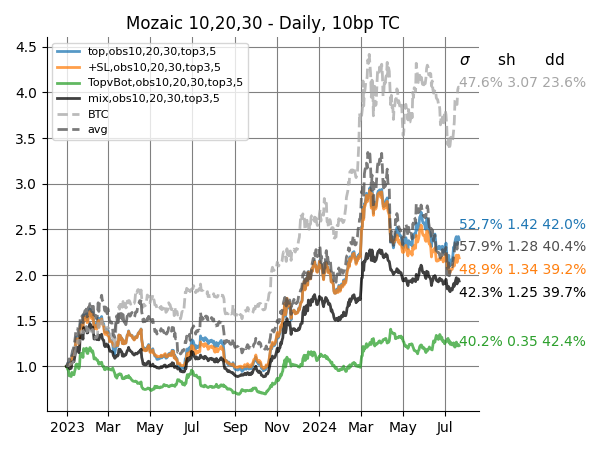 Mozaic 10,20,30 - Daily, 10bp TC
top,obs10,20,30,top3,5
+SL,obs10,20,30,top3,5
TopvBot,obs10,20,30,top3,5
mix,obs10,20,30,top3,5
BTC
avg
σ sh dd
47.6% 3.07 23.6%
52.7% 1.42 42.0%
57.9% 1.28 40.4%
48.9% 1.34 39.2%
42.3% 1.25 39.7%
40.2% 0.35 42.4%
4.5
4.0
3.5
3.0
2.5
2.0
1.5
1.0
2023 Mar May Jul Sep Nov 2024 Mar May Jul